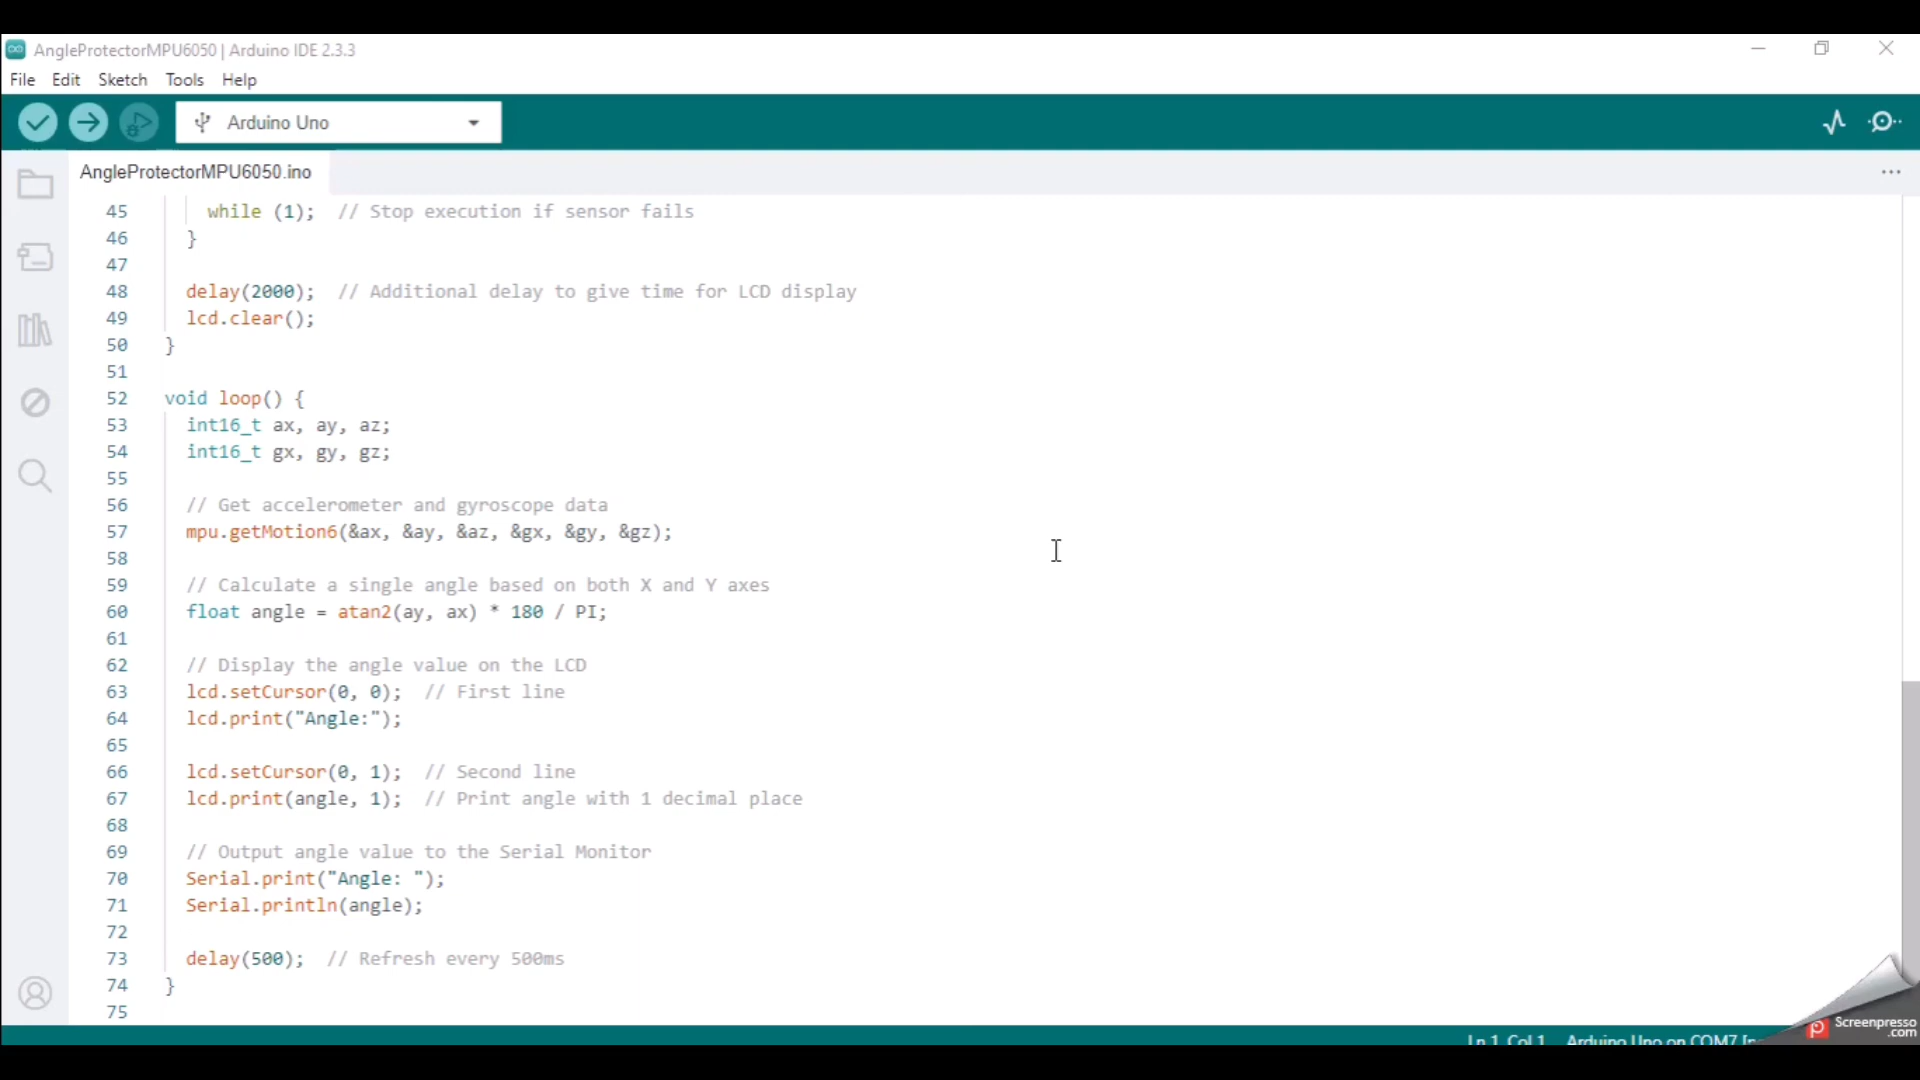 AngleProtectorMPU6050 | Arduino IDE 2.3.3
File Edit Sketch Tools Help
Arduino Uno
AngleProtectorMPU6050.ino
45 while (1); // Stop execution if sensor fails
46 }
47
48 delay(2000); // Additional delay to give time for LCD display
49 lcd.clear();
50 }
51
52 void loop() {
53 int16_t ax, ay, az;
54 int16_t gx, gy, gz;
55
56 // Get accelerometer and gyroscope data
57 mpu.getMotion6(&ax, &ay, &az, &gx, &gy, &gz);
58
59 // Calculate a single angle based on both X and Y axes
60 float angle = atan2(ay, ax) * 180 / PI;
61
62 // Display the angle value on the LCD
63 lcd.setCursor(0, 0); // First line
64 lcd.print("Angle:");
65
66 lcd.setCursor(0, 1); // Second line
67 lcd.print(angle, 1); // Print angle with 1 decimal place
68
69 // Output angle value to the Serial Monitor
70 Serial.print("Angle: ");
71 Serial.println(angle);
72
73 delay(500); // Refresh every 500ms
74 }
75
Ln 1, Col 1 Arduino Uno on COM7
Screenpresso
.com